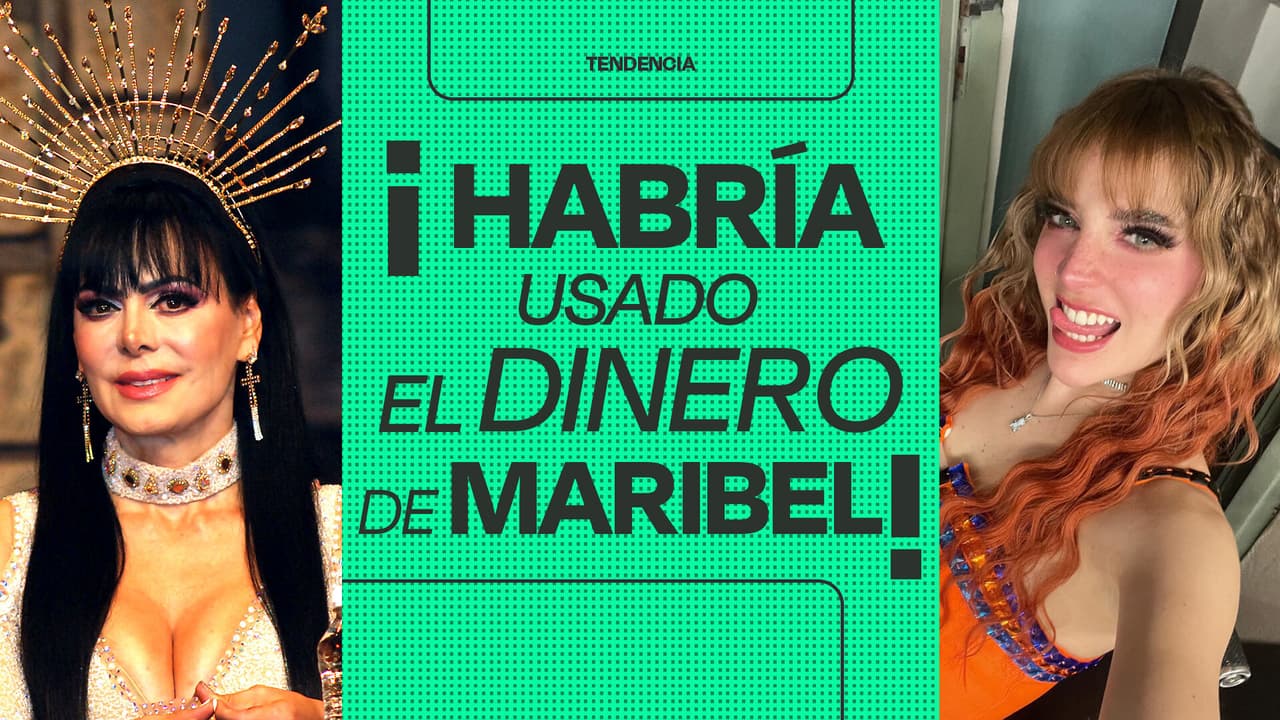 TENDENCIA
¡HABRÍA
USADO
EL DINERO
DE MARIBEL!